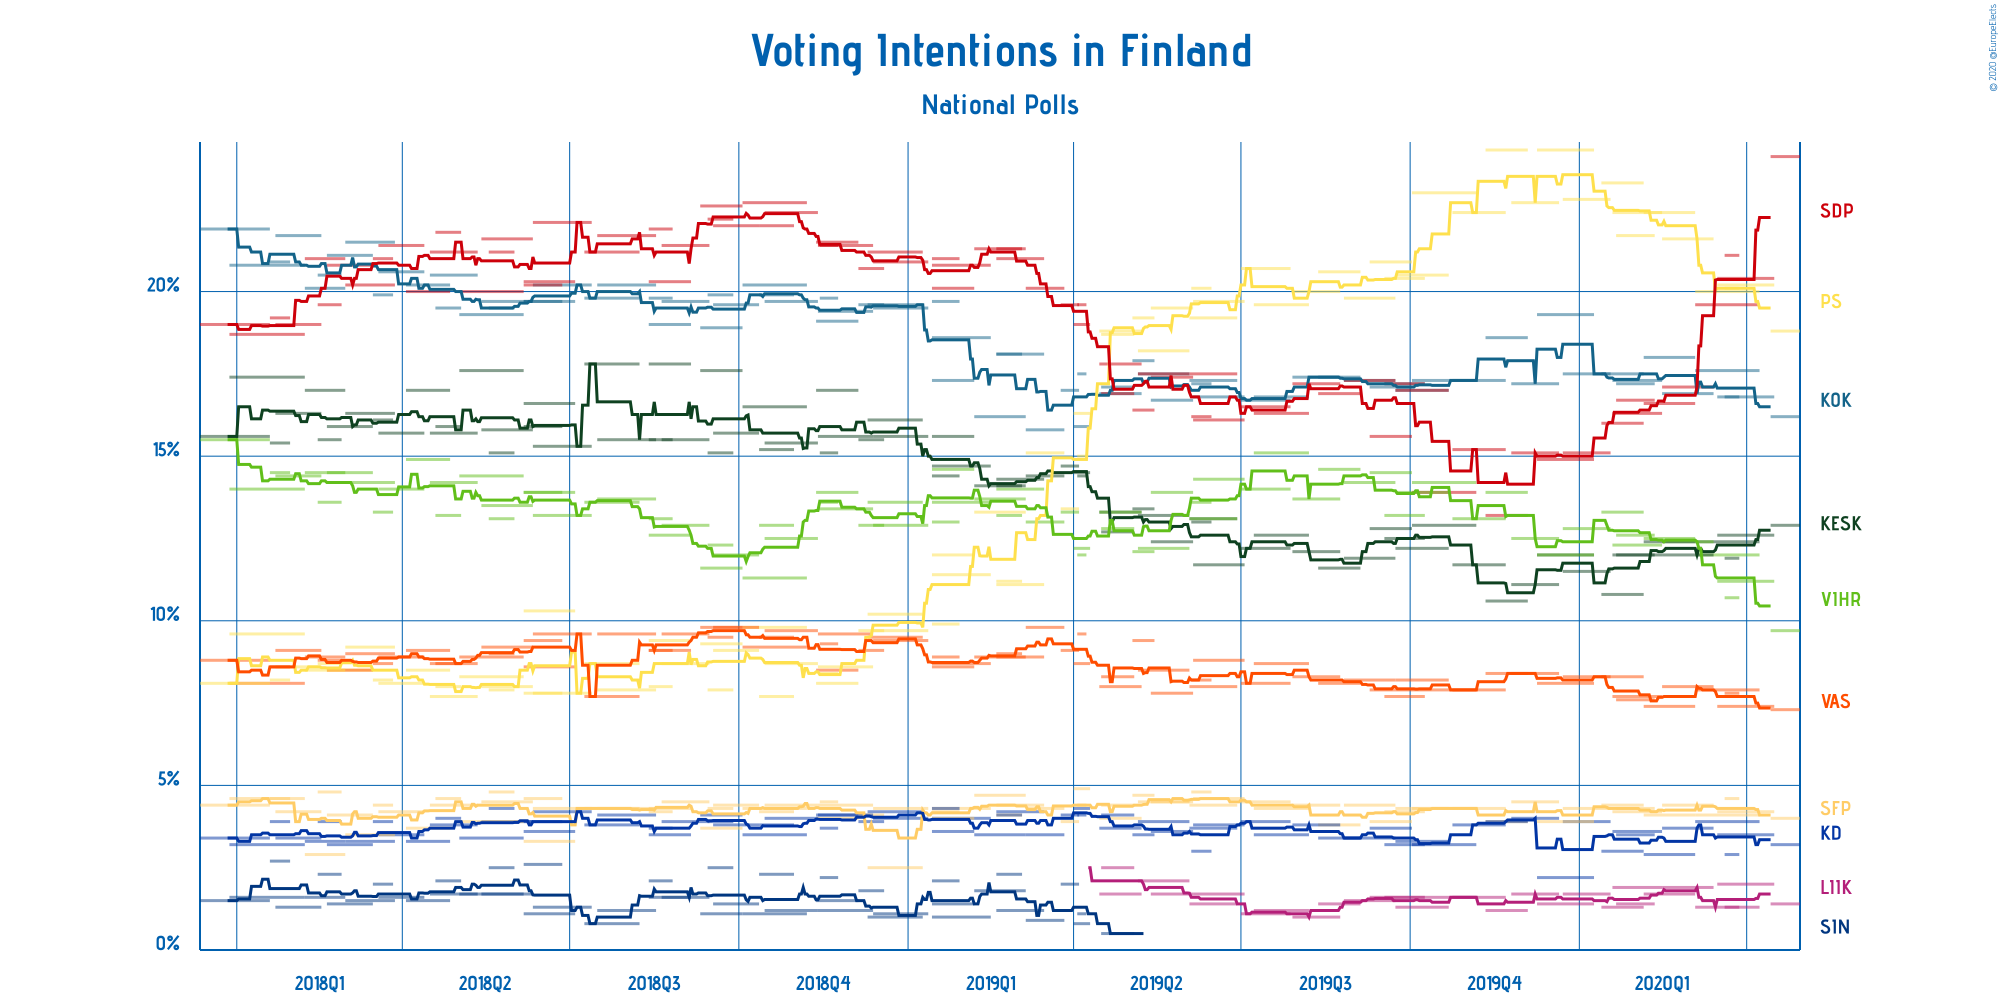 © 2020 @EuropeElects
Voting Intentions in Finland
National Polls
20%
15%
10%
5%
0%
SDP
PS
KOK
KESK
VIHR
VAS
SFP
KD
LIIK
SIN
2018Q1 2018Q2 2018Q3 2018Q4 2019Q1 2019Q2 2019Q3 2019Q4 2020Q1